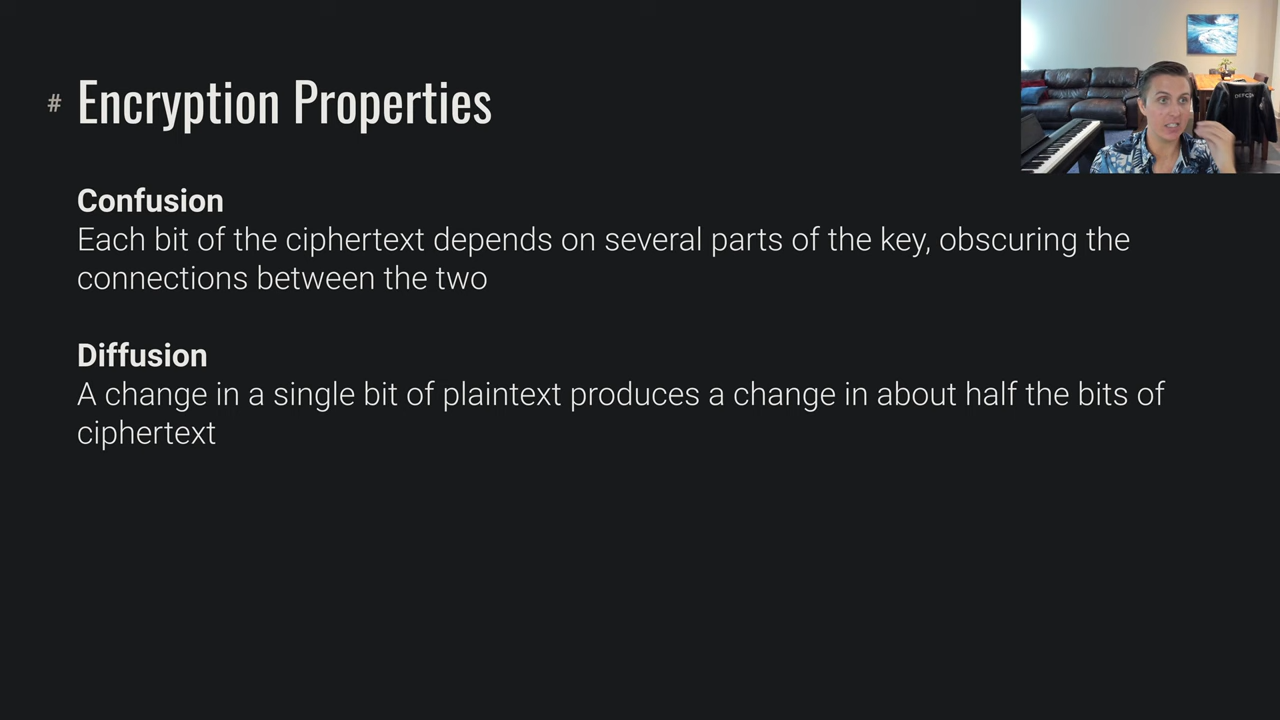 # Encryption Properties
Confusion
Each bit of the ciphertext depends on several parts of the key, obscuring the
connections between the two
Diffusion
A change in a single bit of plaintext produces a change in about half the bits of
ciphertext